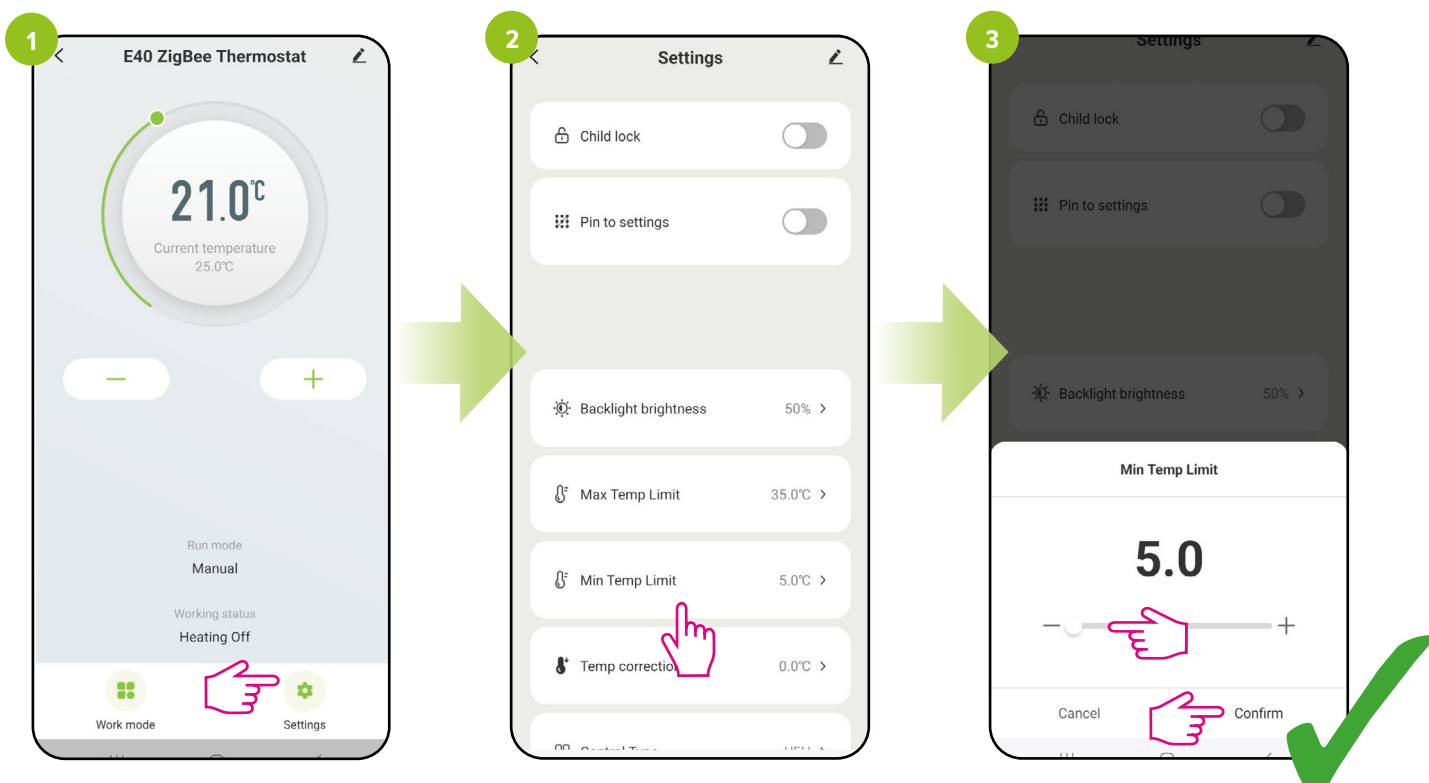 1
E40 ZigBee Thermostat
21.0℃
Current temperature
25.0℃
Run mode
Manual
Working status
Heating Off
Work mode
Settings
2
Settings
Child lock
Pin to settings
Backlight brightness 50%
Max Temp Limit 35.0℃
Min Temp Limit 5.0℃
Temp correction 0.0℃
3
Settings
Child lock
Pin to settings
Backlight brightness 50%
Min Temp Limit
5.0
Cancel
Confirm